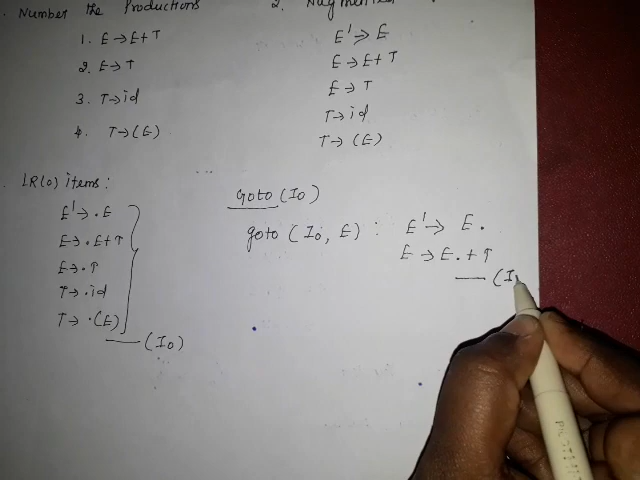 . Number the Productions
2. Augmented
1. E→E+T
2. E→T
3. T→id
4. T→(E)
E'→E
E→E+T
E→T
T→id
T→(E)
. LR(0) items:
E'→.E
E→.E+T
E→.T
T→.id
T→.(E)
—(I0)
Goto (I0)
goto (I0, E) : E'→ E.
E → E.+T
— (I